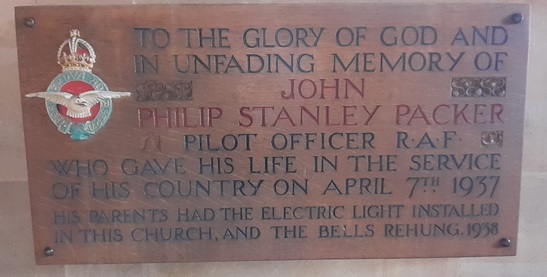 TO THE GLORY OF GOD AND
IN UNFADING MEMORY OF
JOHN
PHILIP STANLEY PACKER
PILOT OFFICER R·A·F·
WHO GAVE HIS LIFE IN THE SERVICE
OF HIS COUNTRY ON APRIL 7TH 1937
HIS PARENTS HAD THE ELECTRIC LIGHT INSTALLED
IN THIS CHURCH, AND THE BELLS REHUNG. 1938